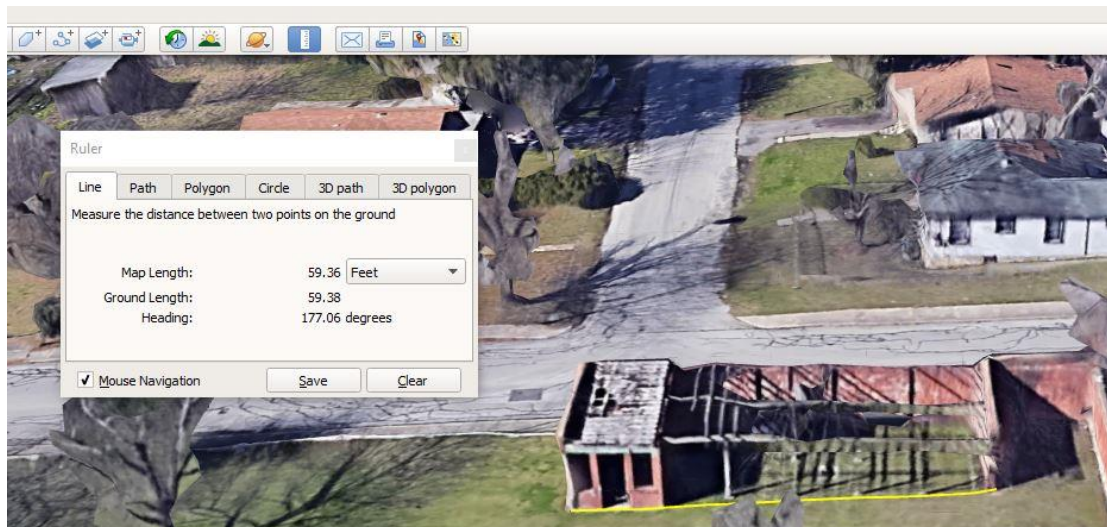 Ruler
Line Path Polygon Circle 3D path 3D polygon
Measure the distance between two points on the ground
Map Length: 59.36 Feet
Ground Length: 59.38
Heading: 177.06 degrees
Mouse Navigation Save Clear